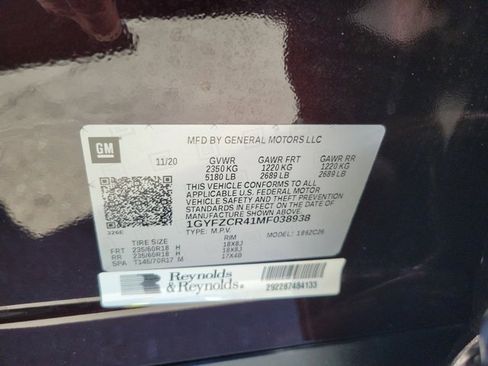 GM
MFD BY GENERAL MOTORS LLC
11/20 GVWR GAWR FRT GAWR RR
2350 KG 1220 KG 1220 KG
5180 LB 2689 LB 2689 LB
THIS VEHICLE CONFORMS TO ALL
APPLICABLE U.S. FEDERAL MOTOR
VEHICLE SAFETY AND THEFT PREVENTION
STANDARDS IN EFFECT ON THE DATE OF
MANUFACTURE SHOWN ABOVE.
1GYFZCR41MF038938
326E TYPE: M.P.V. MODEL:
TIRE SIZE RIM
FRT 235/60R18 H 18X8J
RR 235/60R18 H 18X8J
SPA T145/70R17 M 17X4B
Reynolds
&Reynolds®
292287484133